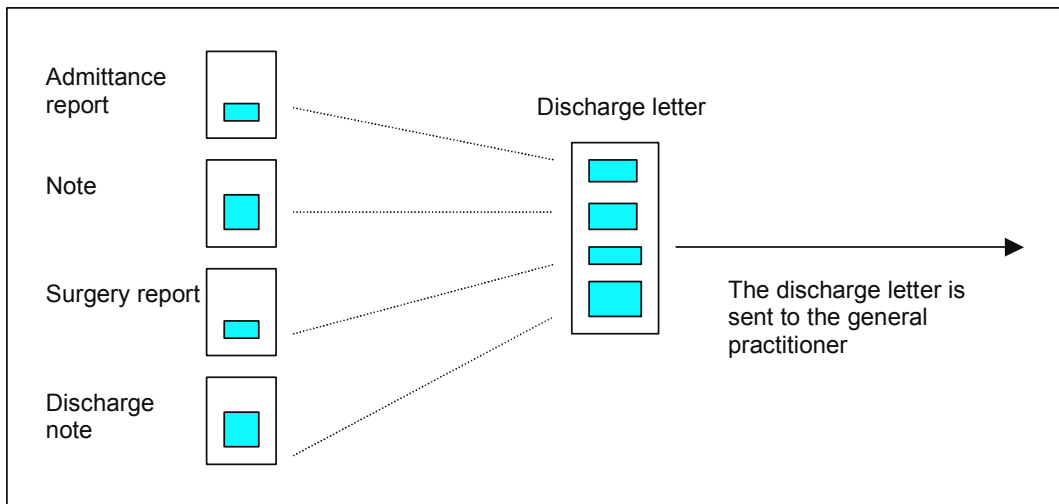 Admittance
report
Discharge letter
Note
Surgery report
The discharge letter is
sent to the general
practitioner
Discharge
note